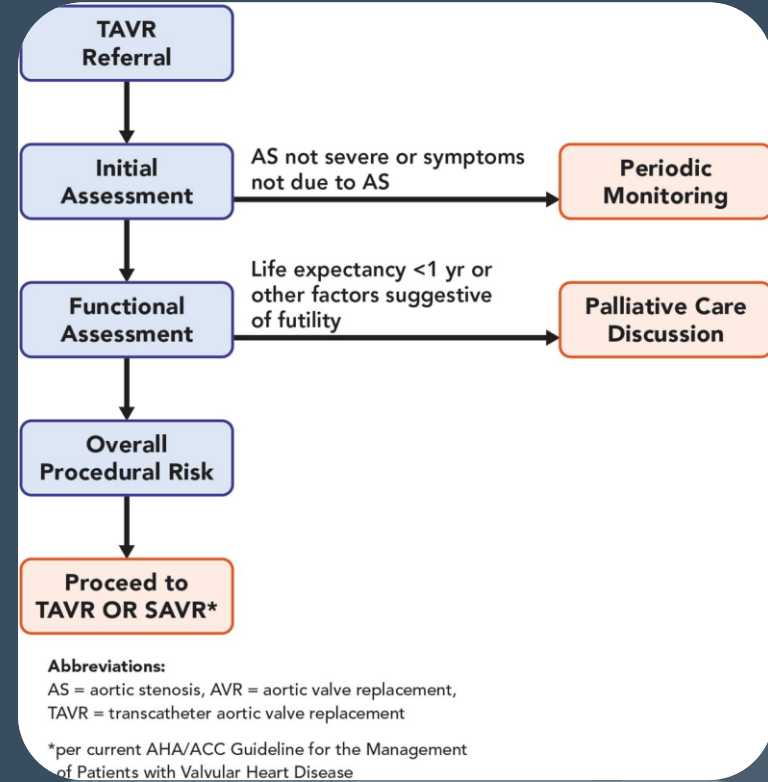 TAVR
Referral
Initial
Assessment
AS not severe or symptoms
not due to AS
Periodic
Monitoring
Functional
Assessment
Life expectancy <1 yr or
other factors suggestive
of futility
Palliative Care
Discussion
Overall
Procedural Risk
Proceed to
TAVR OR SAVR*
Abbreviations:
AS = aortic stenosis, AVR = aortic valve replacement,
TAVR = transcatheter aortic valve replacement
*per current AHA/ACC Guideline for the Management
of Patients with Valvular Heart Disease